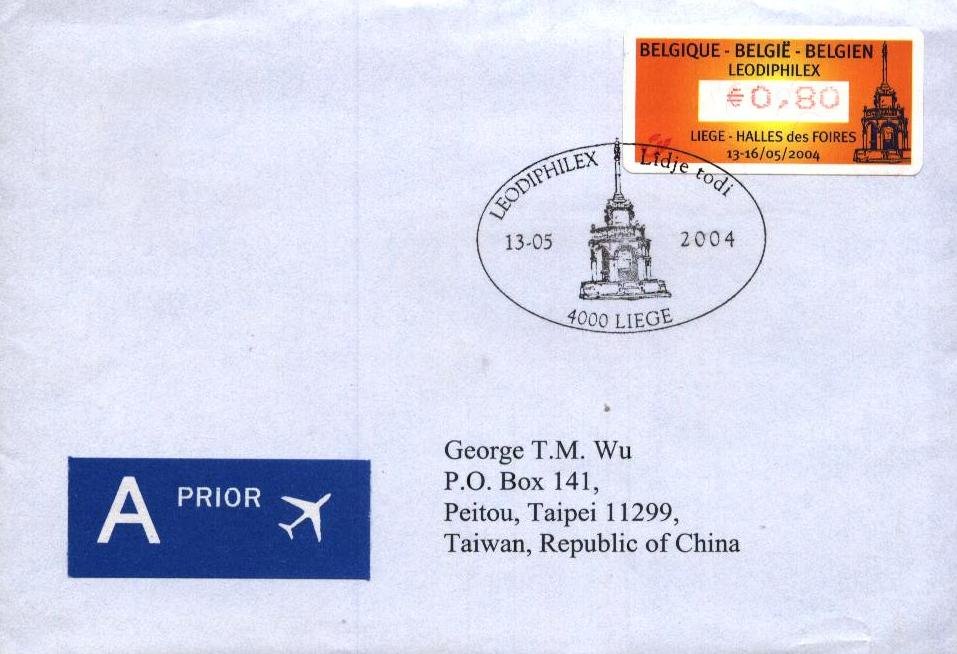 BELGIQUE - BELGIË - BELGIEN
LEODIPHILEX
€0,80
LIEGE - HALLES des FOIRES
13-16/05/2004
LEODIPHILEX Lîdje todi
13-05 2004
4000 LIEGE
A PRIOR
George T.M. Wu
P.O. Box 141,
Peitou, Taipei 11299,
Taiwan, Republic of China